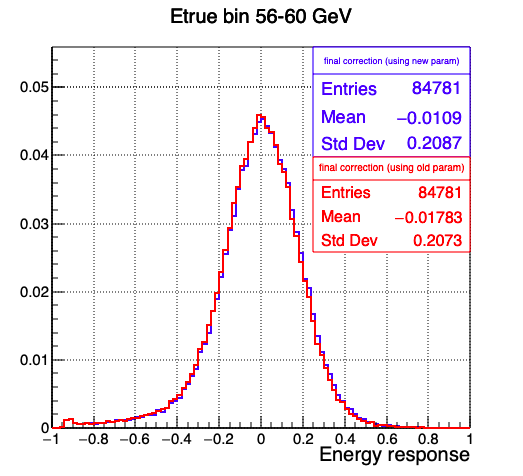 Etrue bin 56-60 GeV
final correction (using new param)
Entries 84781
Mean −0.0109
Std Dev 0.2087
final correction (using old param)
Entries 84781
Mean −0.01783
Std Dev 0.2073
0.05
0.04
0.03
0.02
0.01
0
−1 −0.8 −0.6 −0.4 −0.2 0 0.2 0.4 0.6 0.8 1
Energy response